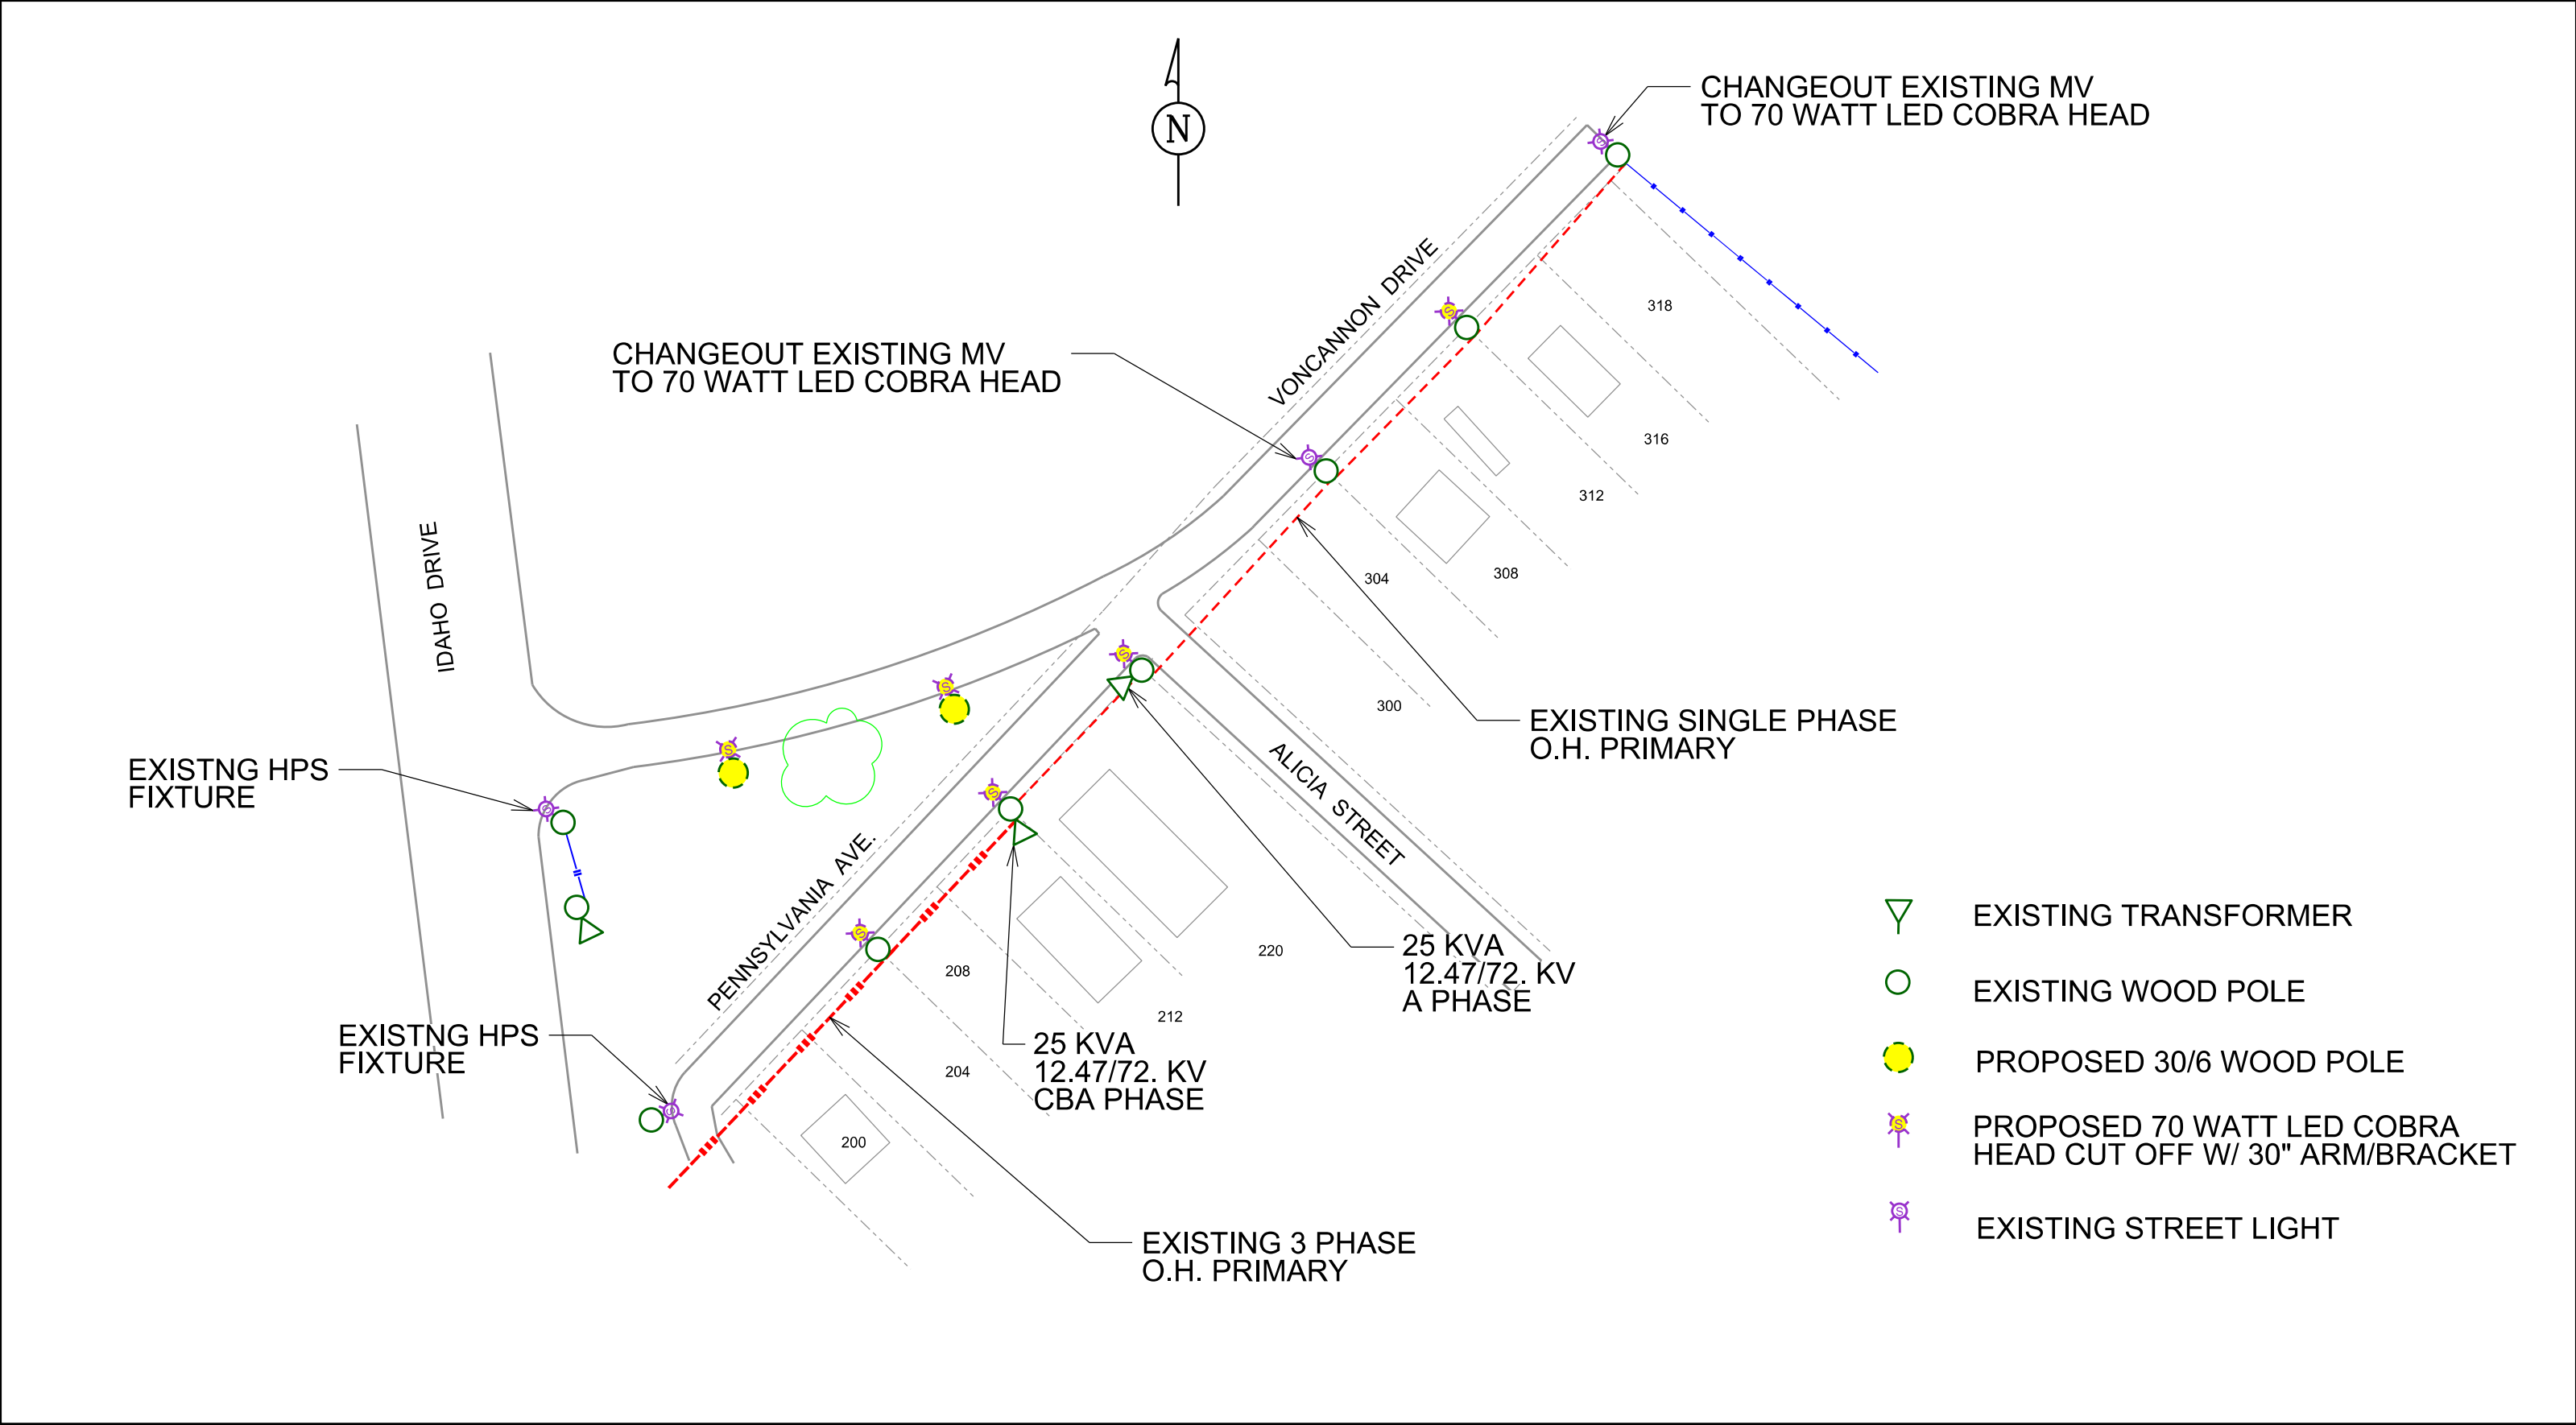 N
CHANGEOUT EXISTING MV
TO 70 WATT LED COBRA HEAD
VONCANNON DRIVE
318
CHANGEOUT EXISTING MV
TO 70 WATT LED COBRA HEAD
316
312
308
304
IDAHO DRIVE
300
EXISTING SINGLE PHASE
O.H. PRIMARY
EXISTNG HPS
FIXTURE
ALICIA STREET
PENNSYLVANIA AVE.
220
208
212
204
200
25 KVA
12.47/72. KV
A PHASE
25 KVA
12.47/72. KV
CBA PHASE
EXISTNG HPS
FIXTURE
EXISTING 3 PHASE
O.H. PRIMARY
EXISTING TRANSFORMER
EXISTING WOOD POLE
PROPOSED 30/6 WOOD POLE
S
PROPOSED 70 WATT LED COBRA
HEAD CUT OFF W/ 30" ARM/BRACKET
S
EXISTING STREET LIGHT
S
S
S
S
S
S
S
S
S
S